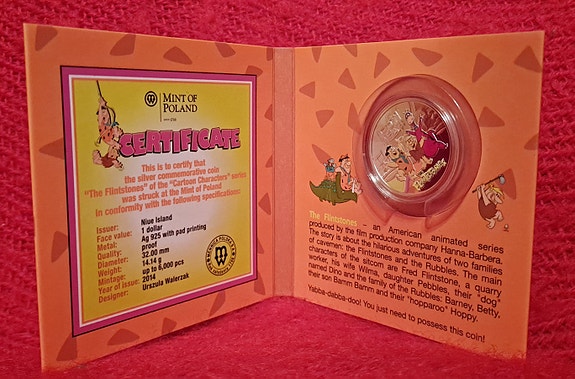 MINT OF
POLAND
CERTIFICATE
This is to certify that
the silver commemorative coin
"The Flintstones" of the "Cartoon Characters" series
was struck at the Mint of Poland
in conformity with the following specifications:
Issuer: Niue Island
Face value: 1 dollar
Metal: Ag 925 with pad printing
Quality: proof
Diameter: 32.00 mm
Weight: 14.14 g
Mintage: up to 6,000 pcs
Year of issue: 2014
Designer: Urszula Walerzak
The Flintstones – an American animated series
produced by the film production company Hanna-Barbera.
The story is about the hilarious adventures of two families
of cavemen: the Flintstones and the Rubbles. The main
characters of the sitcom are Fred Flintstone, a quarry
worker, his wife Wilma, daughter Pebbles, their "dog"
named Dino and the family of the Rubbles: Barney, Betty,
their son Bamm Bamm and their "hopparoo" Hoppy.
Yabba-dabba-doo! You just need to possess this coin!